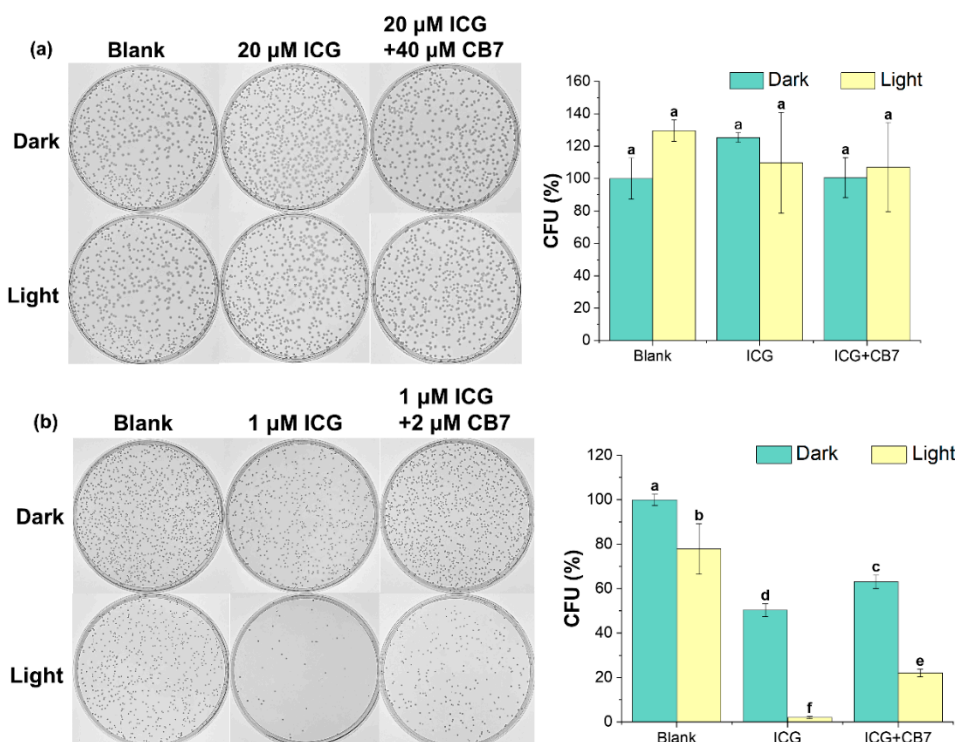 (a)
Blank
20 µM ICG
20 µM ICG
+40 µM CB7
Dark
Light
Dark
Light
CFU (%)
160
140
120
100
80
60
40
20
0
a
a
a
a
a
a
Blank
ICG
ICG+CB7
(b)
Blank
1 µM ICG
1 µM ICG
+2 µM CB7
Dark
Light
Dark
Light
CFU (%)
120
100
80
60
40
20
0
a
b
d
f
c
e
Blank
ICG
ICG+CB7